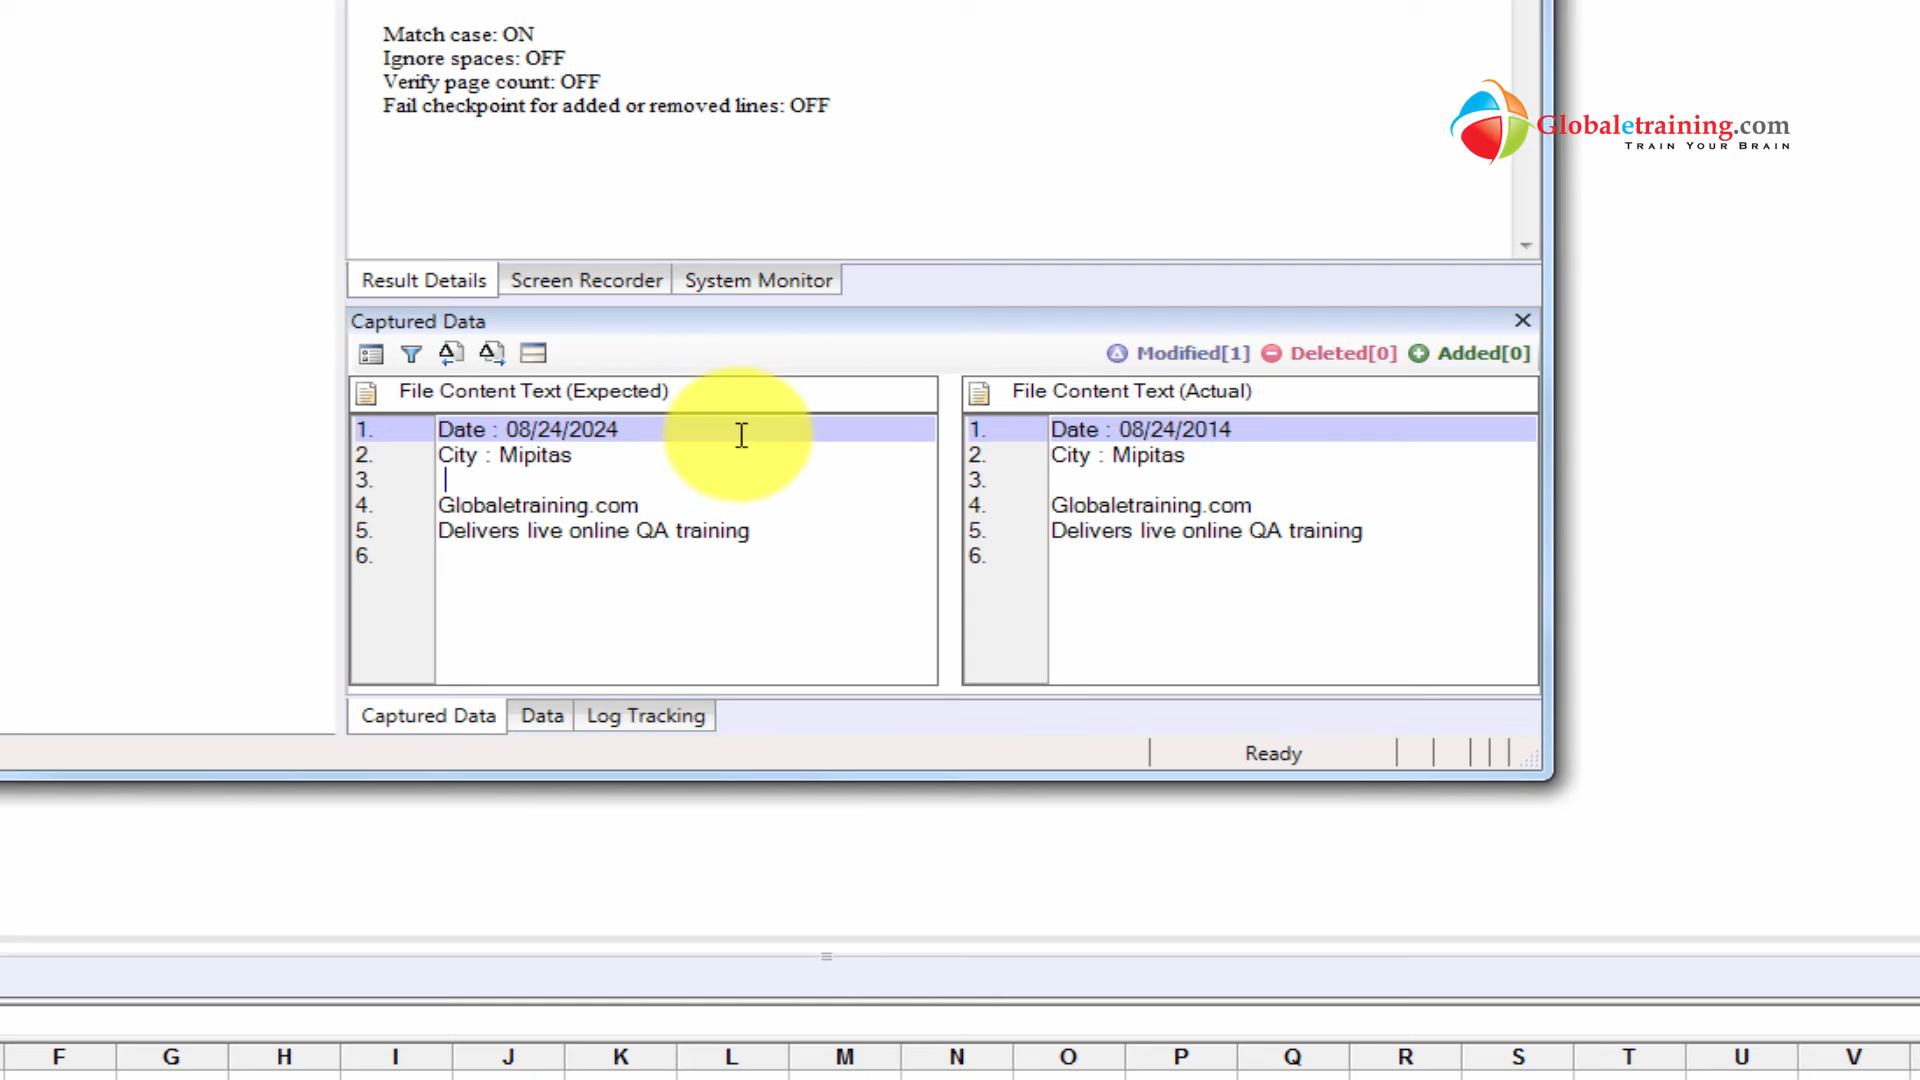 Match case: ON
Ignore spaces: OFF
Verify page count: OFF
Fail checkpoint for added or removed lines: OFF
Globaletraining.com
TRAIN YOUR BRAIN
Result Details Screen Recorder System Monitor
Captured Data
Modified[1] Deleted[0] Added[0]
File Content Text (Expected) File Content Text (Actual)
1. Date : 08/24/2024 1. Date : 08/24/2014
2. City : Mipitas 2. City : Mipitas
3. 3.
4. Globaletraining.com 4. Globaletraining.com
5. Delivers live online QA training 5. Delivers live online QA training
6. 6.
Captured Data Data Log Tracking
Ready
F G H I J K L M N O P Q R S T U V